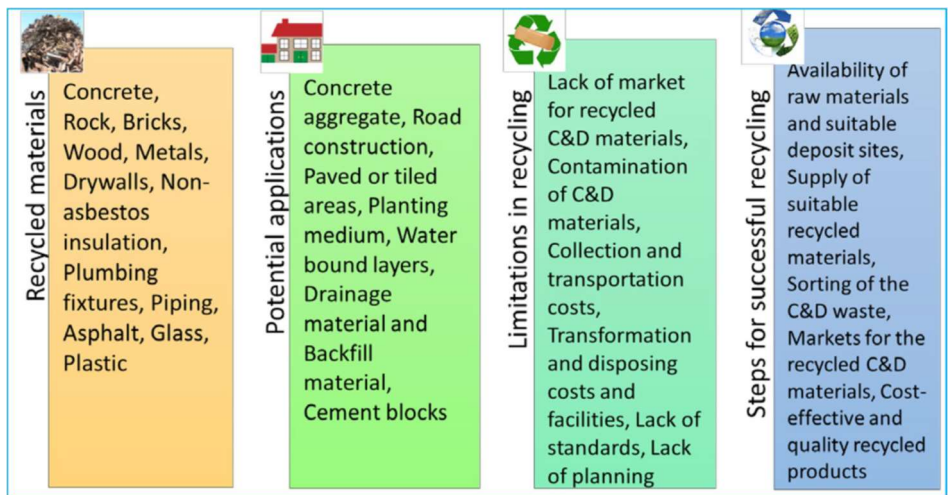 Recycled materials
Concrete,
Rock, Bricks,
Wood, Metals,
Drywalls, Non-
asbestos
insulation,
Plumbing
fixtures, Piping,
Asphalt, Glass,
Plastic
Potential applications
Concrete
aggregate, Road
construction,
Paved or tiled
areas, Planting
medium, Water
bound layers,
Drainage
material and
Backfill
material,
Cement blocks
Limitations in recycling
Lack of market
for recycled
C&D materials,
Contamination
of C&D
materials,
Collection and
transportation
costs,
Transformation
and disposing
costs and
facilities, Lack of
standards, Lack
of planning
Steps for successful recycling
Availability of
raw materials
and suitable
deposit sites,
Supply of
suitable
recycled
materials,
Sorting of the
C&D waste,
Markets for the
recycled C&D
materials, Cost-
effective and
quality recycled
products